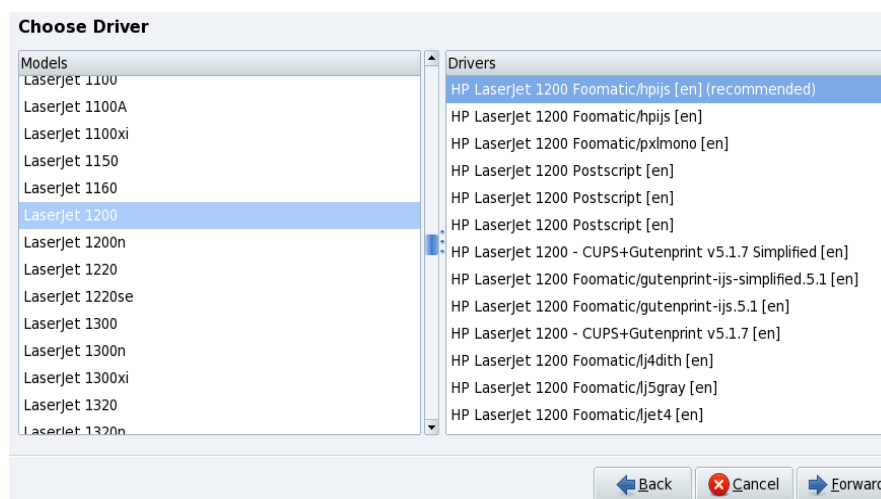 Choose Driver
Models
LaserJet 1100
LaserJet 1100A
LaserJet 1100xi
LaserJet 1150
LaserJet 1160
LaserJet 1200
LaserJet 1200n
LaserJet 1220
LaserJet 1220se
LaserJet 1300
LaserJet 1300n
LaserJet 1300xi
LaserJet 1320
LaserJet 1320n
Drivers
HP LaserJet 1200 Foomatic/hpijs [en] (recommended)
HP LaserJet 1200 Foomatic/hpijs [en]
HP LaserJet 1200 Foomatic/pxlmono [en]
HP LaserJet 1200 Postscript [en]
HP LaserJet 1200 Postscript [en]
HP LaserJet 1200 Postscript [en]
HP LaserJet 1200 - CUPS+Gutenprint v5.1.7 Simplified [en]
HP LaserJet 1200 Foomatic/gutenprint-ijs-simplified.5.1 [en]
HP LaserJet 1200 Foomatic/gutenprint-ijs.5.1 [en]
HP LaserJet 1200 - CUPS+Gutenprint v5.1.7 [en]
HP LaserJet 1200 Foomatic/lj4dith [en]
HP LaserJet 1200 Foomatic/lj5gray [en]
HP LaserJet 1200 Foomatic/ljet4 [en]
Back Cancel Forward